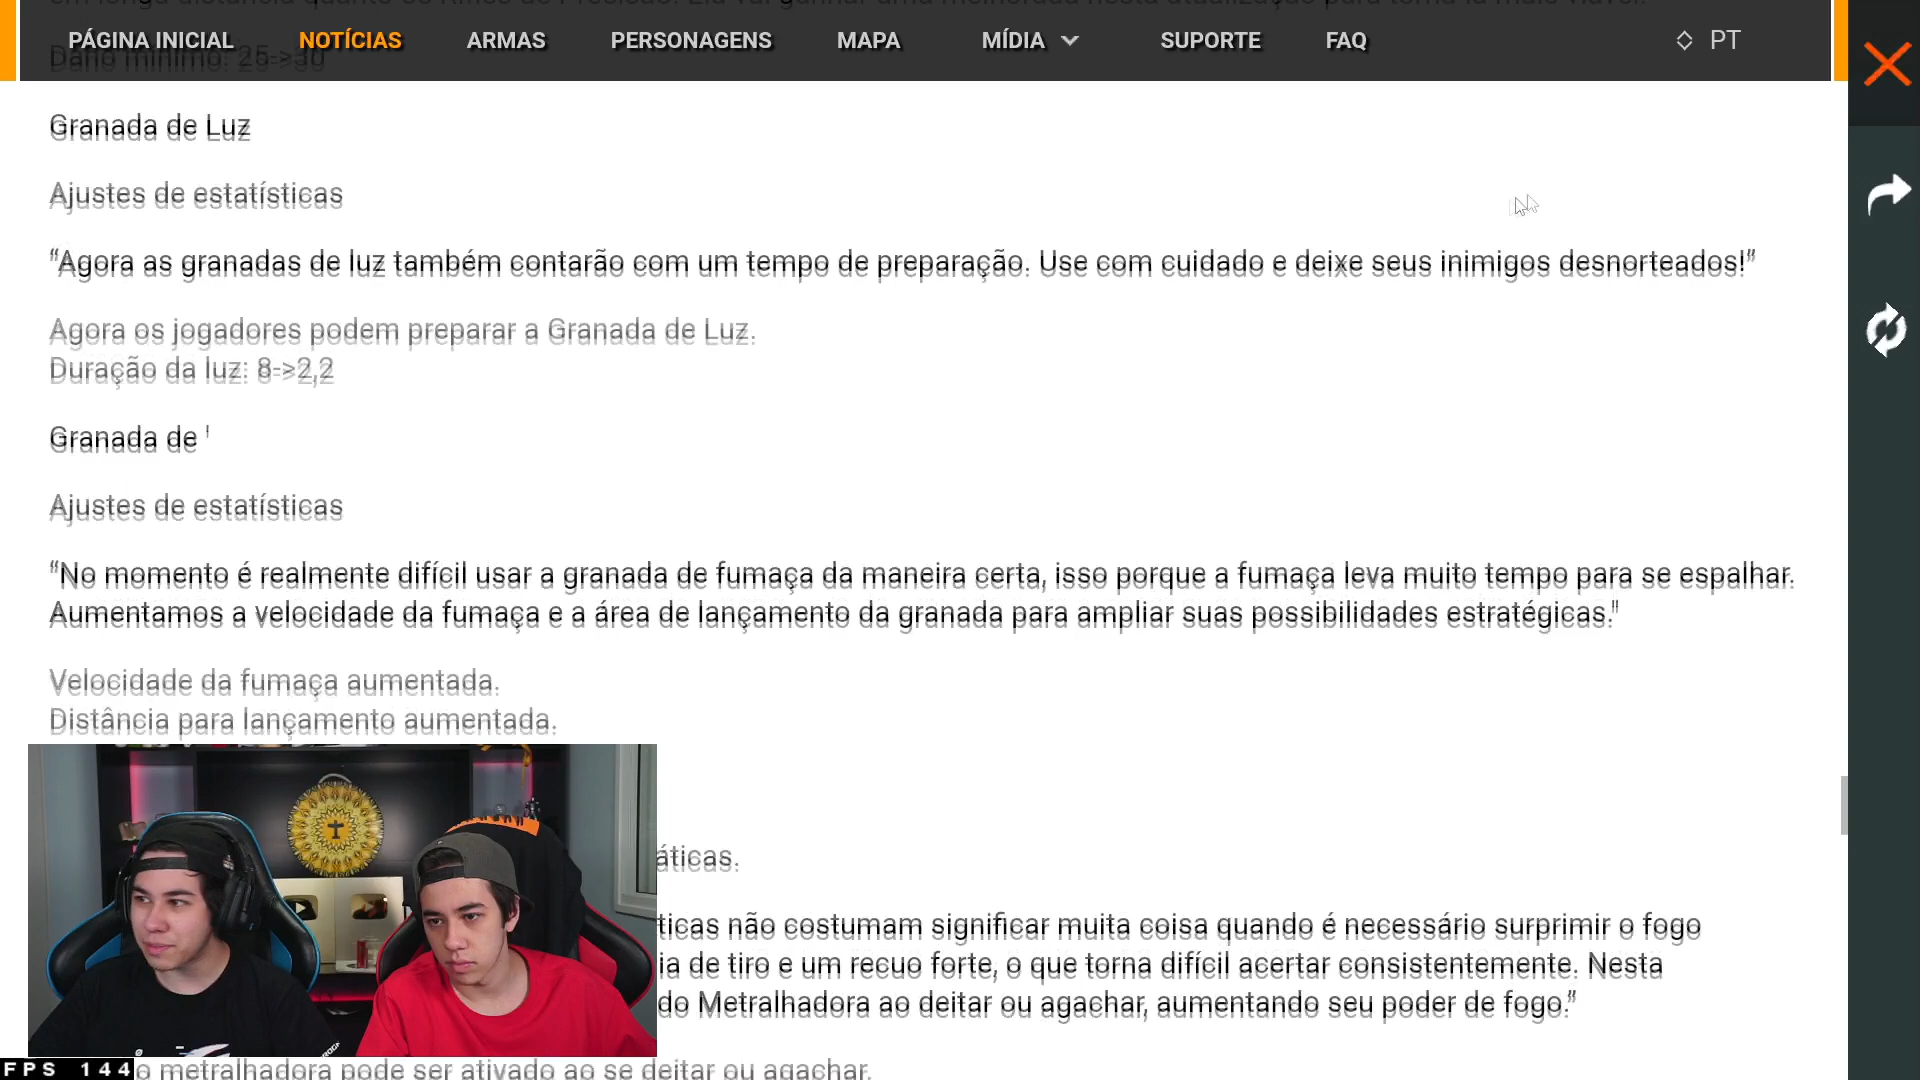 PÁGINA INICIAL NOTÍCIAS ARMAS PERSONAGENS MAPA MÍDIA SUPORTE FAQ PT
Dano mínimo: 25->30
Granada de Luz
Ajustes de estatísticas
“Agora as granadas de luz também contarão com um tempo de preparação. Use com cuidado e deixe seus inimigos desnorteados!”
Agora os jogadores podem preparar a Granada de Luz.
Duração da luz: 8->2,2
Granada de
Ajustes de estatísticas
“No momento é realmente difícil usar a granada de fumaça da maneira certa, isso porque a fumaça leva muito tempo para se espalhar.
Aumentamos a velocidade da fumaça e a área de lançamento da granada para ampliar suas possibilidades estratégicas."
Velocidade da fumaça aumentada.
Distância para lançamento aumentada.
áticas.
ticas não costumam significar muita coisa quando é necessário surprimir o fogo
ia de tiro e um recuo forte, o que torna difícil acertar consistentemente. Nesta
do Metralhadora ao deitar ou agachar, aumentando seu poder de fogo.”
o metralhadora pode ser ativado ao se deitar ou agachar.
FPS 144